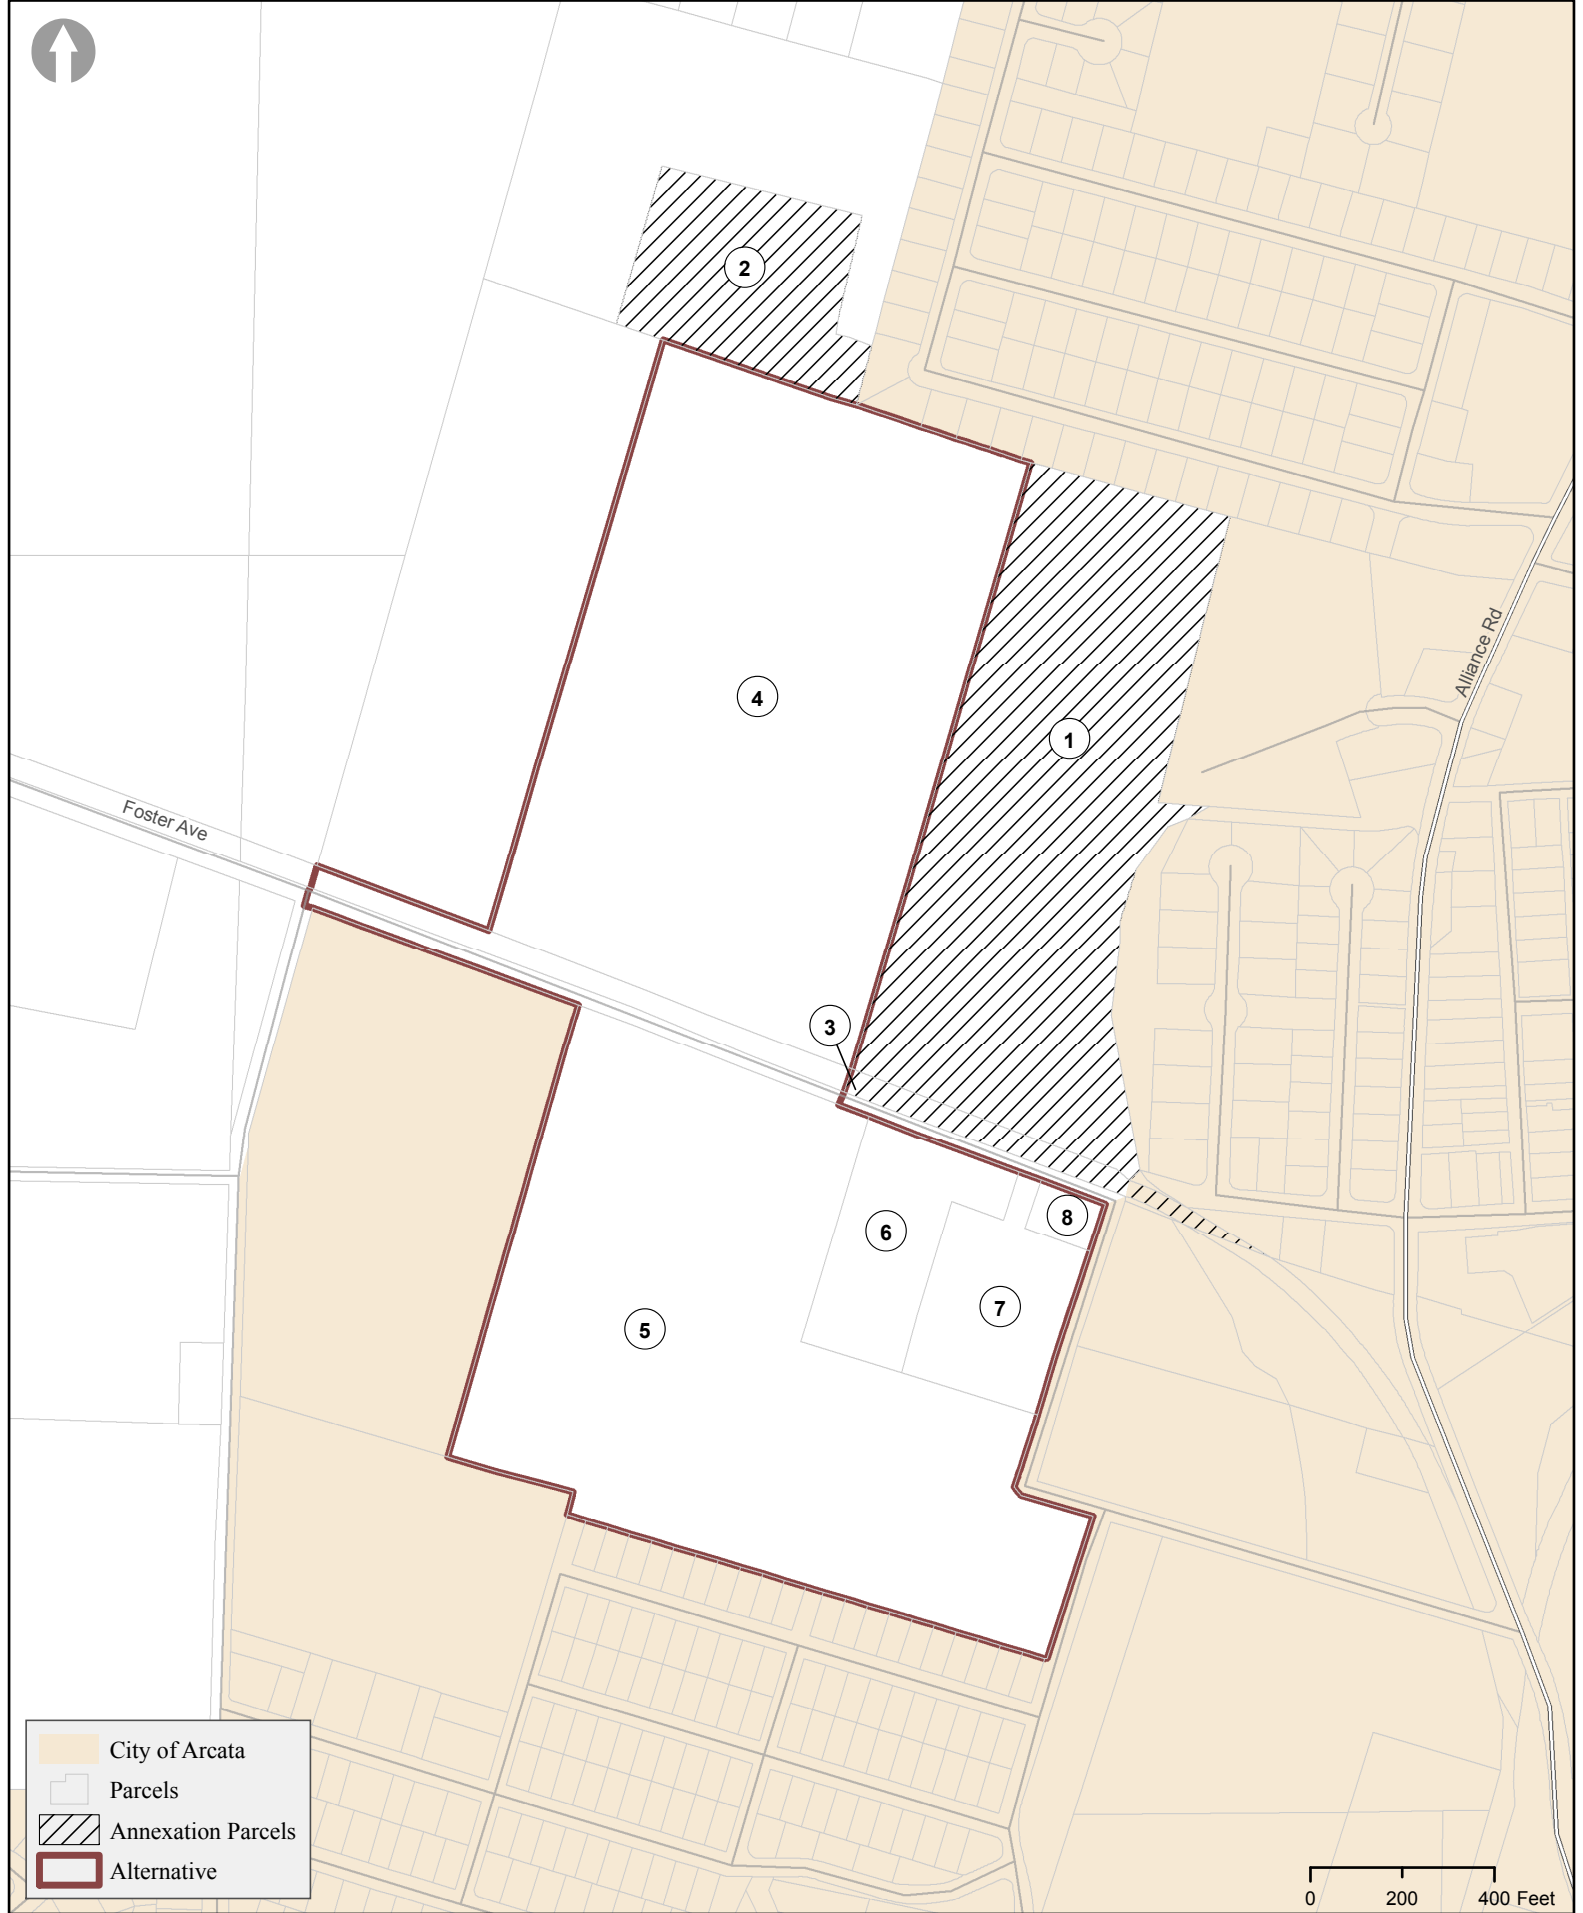 2
4
1
Alliance Rd
Foster Ave
3
8
6
7
5
City of Arcata
Parcels
Annexation Parcels
Alternative
0 200 400 Feet